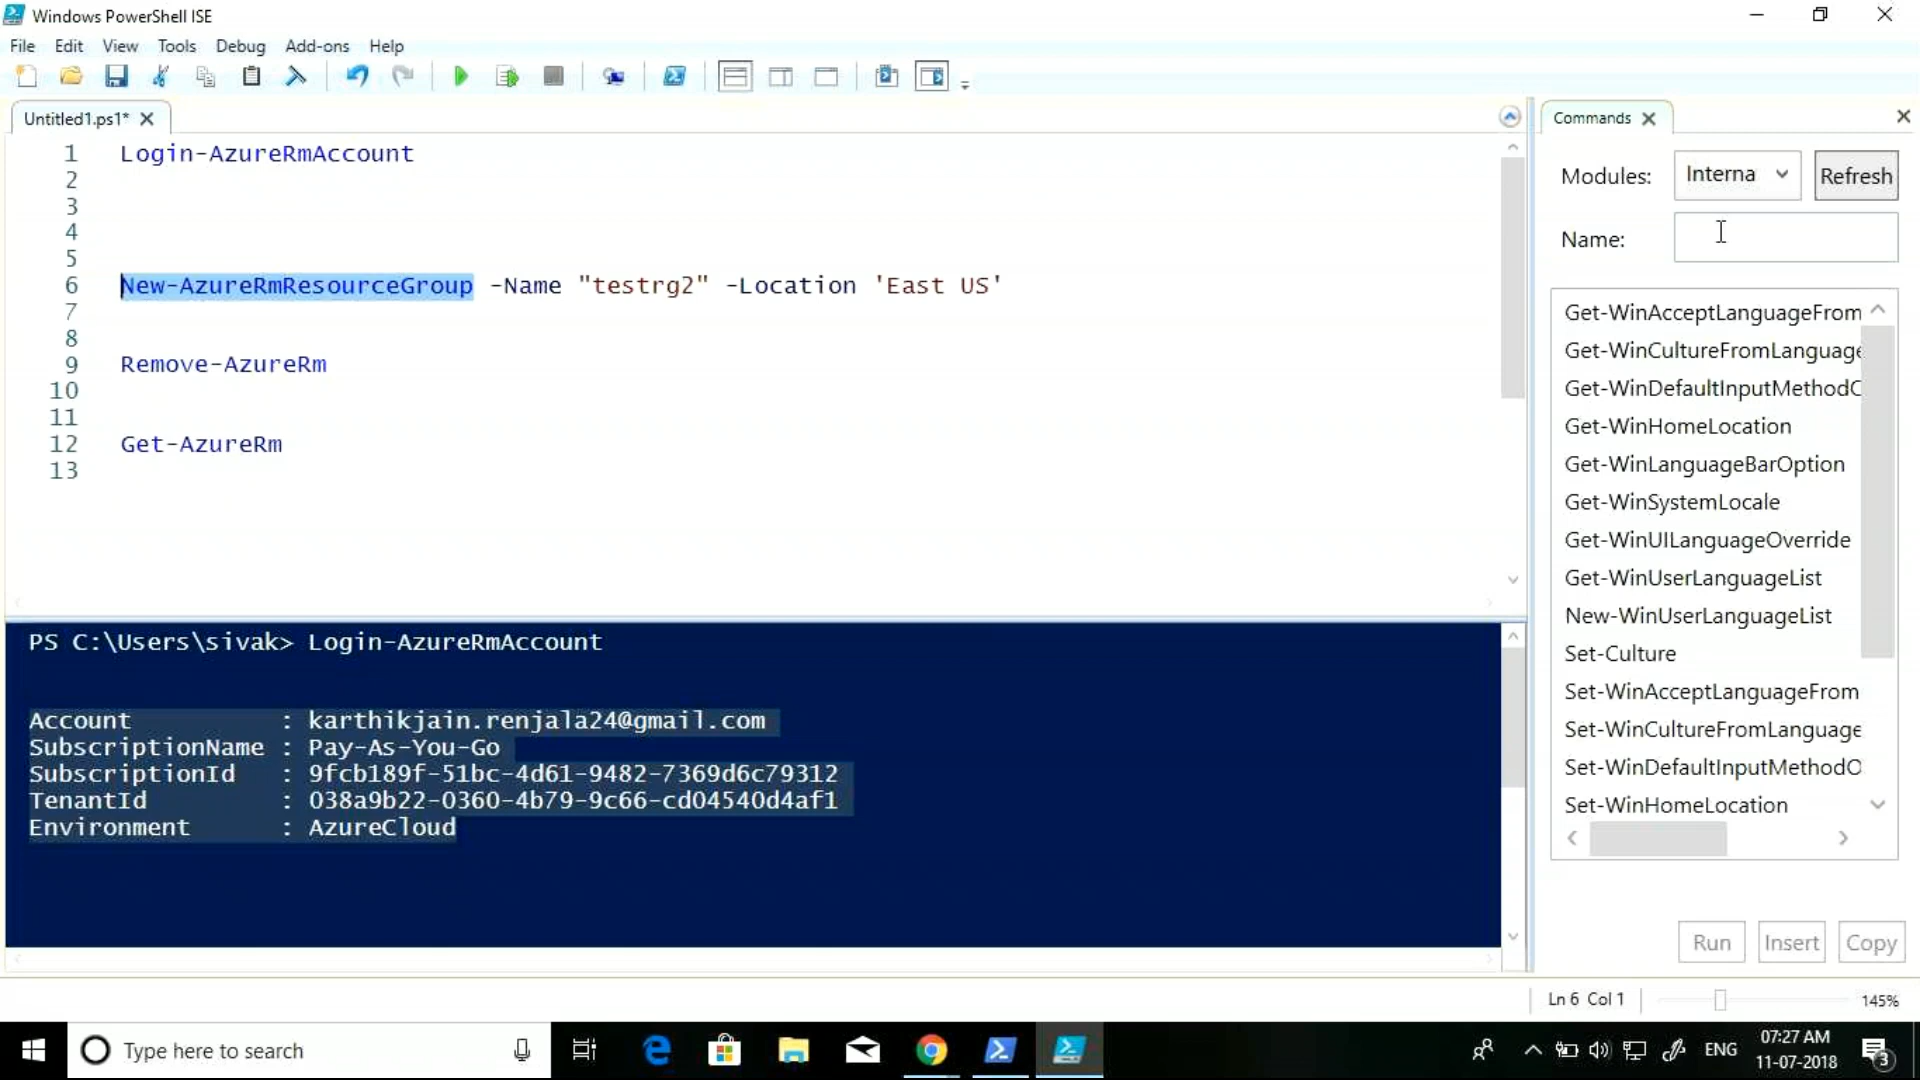 Windows PowerShell ISE
File Edit View Tools Debug Add-ons Help
Untitled1.ps1*
1 Login-AzureRmAccount
2
3
4
5
6 New-AzureRmResourceGroup -Name "testrg2" -Location 'East US'
7
8
9 Remove-AzureRm
10
11
12 Get-AzureRm
13
PS C:\Users\sivak> Login-AzureRmAccount
Account : karthikjain.renjala24@gmail.com
SubscriptionName : Pay-As-You-Go
SubscriptionId : 9fcb189f-51bc-4d61-9482-7369d6c79312
TenantId : 038a9b22-0360-4b79-9c66-cd04540d4af1
Environment : AzureCloud
Commands
Modules: Interna Refresh
Name:
Get-WinAcceptLanguageFrom
Get-WinCultureFromLanguage
Get-WinDefaultInputMethodO
Get-WinHomeLocation
Get-WinLanguageBarOption
Get-WinSystemLocale
Get-WinUILanguageOverride
Get-WinUserLanguageList
New-WinUserLanguageList
Set-Culture
Set-WinAcceptLanguageFrom
Set-WinCultureFromLanguage
Set-WinDefaultInputMethodO
Set-WinHomeLocation
Run Insert Copy
Ln 6 Col 1 145%
Type here to search
ENG
07:27 AM
11-07-2018
3